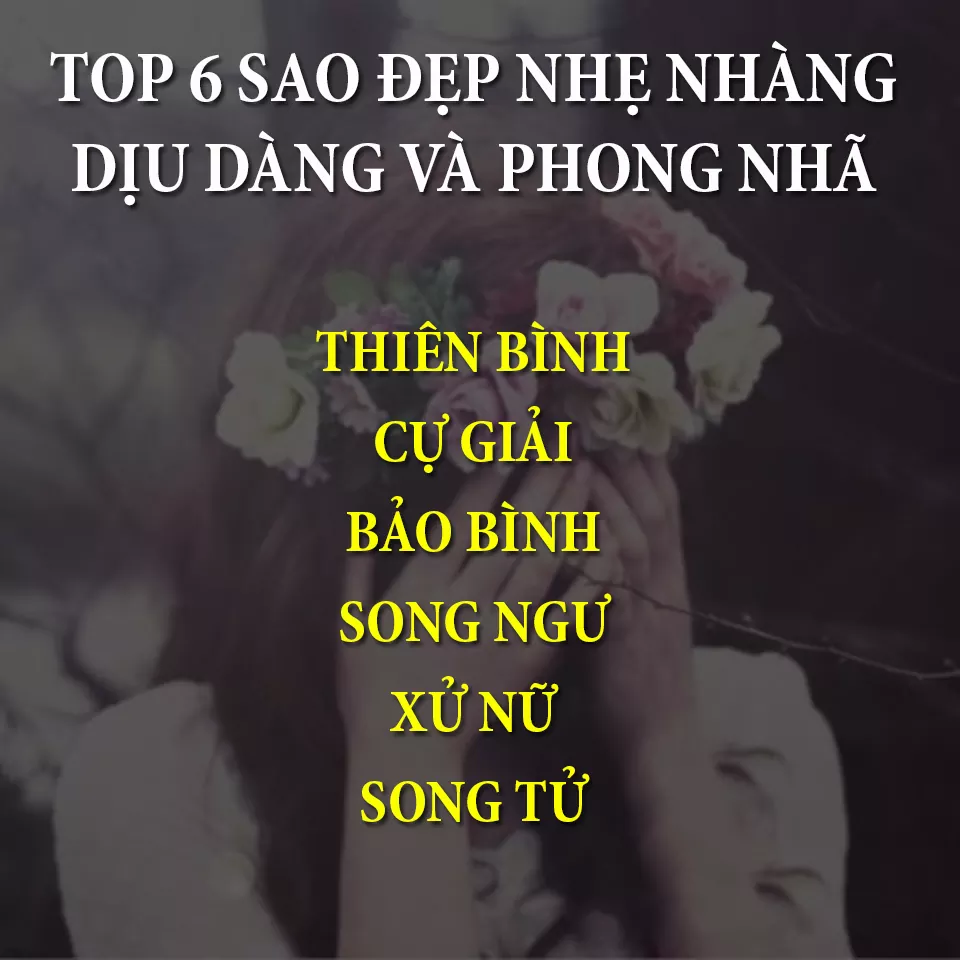 TOP 6 SAO ĐẸP NHẸ NHÀNG
DỊU DÀNG VÀ PHONG NHÃ
THIÊN BÌNH
CỰ GIẢI
BẢO BÌNH
SONG NGƯ
XỬ NỮ
SONG TỬ